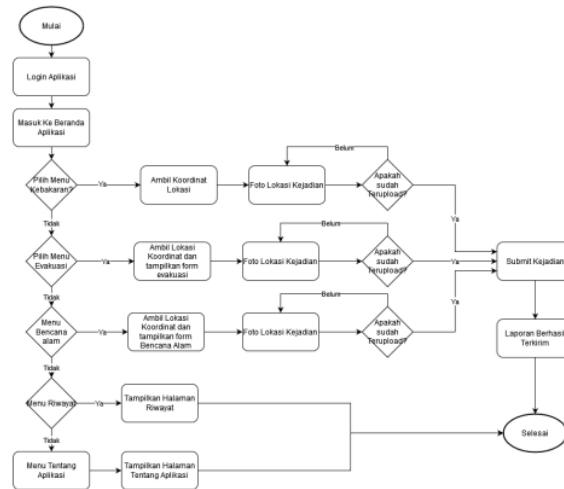 Mulai
Login Aplikasi
Masuk Ke Beranda
Aplikasi
Belum
Pilih Menu
Kebakaran?
Ya
Ambil Koordinat
Lokasi
Foto Lokasi Kejadian
Apakah
sudah
Terupload?
Ya
Tidak
Belum
Pilih Menu
Evakuasi
Ya
Ambil Lokasi
Koordinat dan
tampilkan form
evakuasi
Foto Lokasi Kejadian
Apakah
sudah
Terupload?
Ya
Submit Kejadian
Tidak
Belum
Menu
Bencana
alam
Ya
Ambil Lokasi
Koordinat dan
tampilkan form
Bencana Alam
Foto Lokasi Kejadian
Apakah
sudah
Terupload?
Ya
Laporan Berhasi
Terkirim
Tidak
Menu Riwayat
Ya
Tampilkan Halaman
Riwayat
Selesai
Tidak
Menu Tentang
Aplikasi
Tampilkan Halaman
Tentang Aplikasi